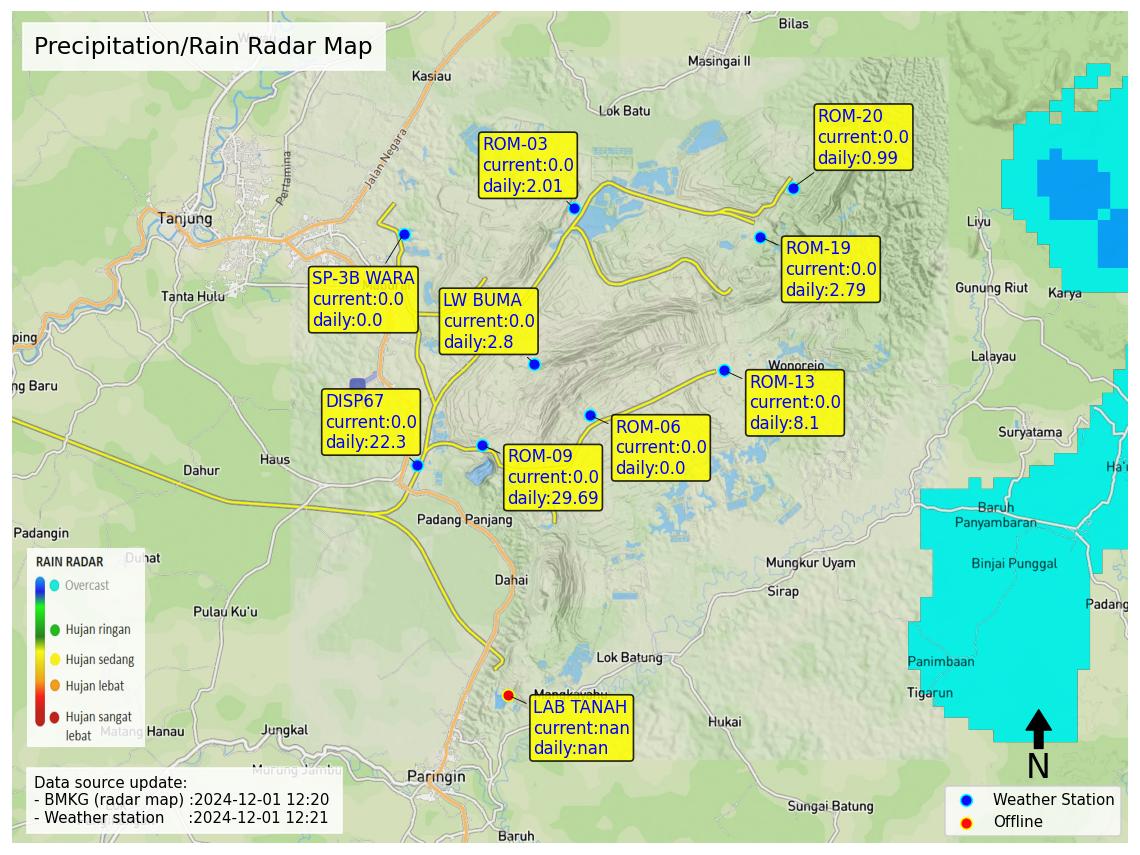 Precipitation/Rain Radar Map
Bilas
Masingai II
Kasiau
Lok Batu
Jalan Negara
Pertamina
Tanjung
Tanta Hulu
ROM-03
current:0.0
daily:2.01
ROM-20
current:0.0
daily:0.99
ROM-19
current:0.0
daily:2.79
SP-3B WARA
current:0.0
daily:0.0
LW BUMA
current:0.0
daily:2.8
Liyu
Gunung Riut
Karya
Lalayau
Wonorejo
ROM-13
current:0.0
daily:8.1
ping
ng Baru
DISP67
current:0.0
daily:22.3
ROM-06
current:0.0
daily:0.0
ROM-09
current:0.0
daily:29.69
Suryatama
Haus
Dahur
Baruh
Panyambaran
Padang Panjang
Padangin
Binjai Punggal
Mungkur Uyam
Dahai
Sirap
Padang
Pulau Ku'u
Lok Batung
Panimbaan
Tigarun
Mangkayahu
LAB TANAH
current:nan
daily:nan
Hukai
Jungkal
Paringin
Sungai Batung
Baruh
RAIN RADAR
Overcast
Hujan ringan
Hujan sedang
Hujan lebat
Hujan sangat
lebat
Duhat
Matang Hanau
Murung Jambu
Data source update:
- BMKG (radar map) :2024-12-01 12:20
- Weather station :2024-12-01 12:21
N
Weather Station
Offline